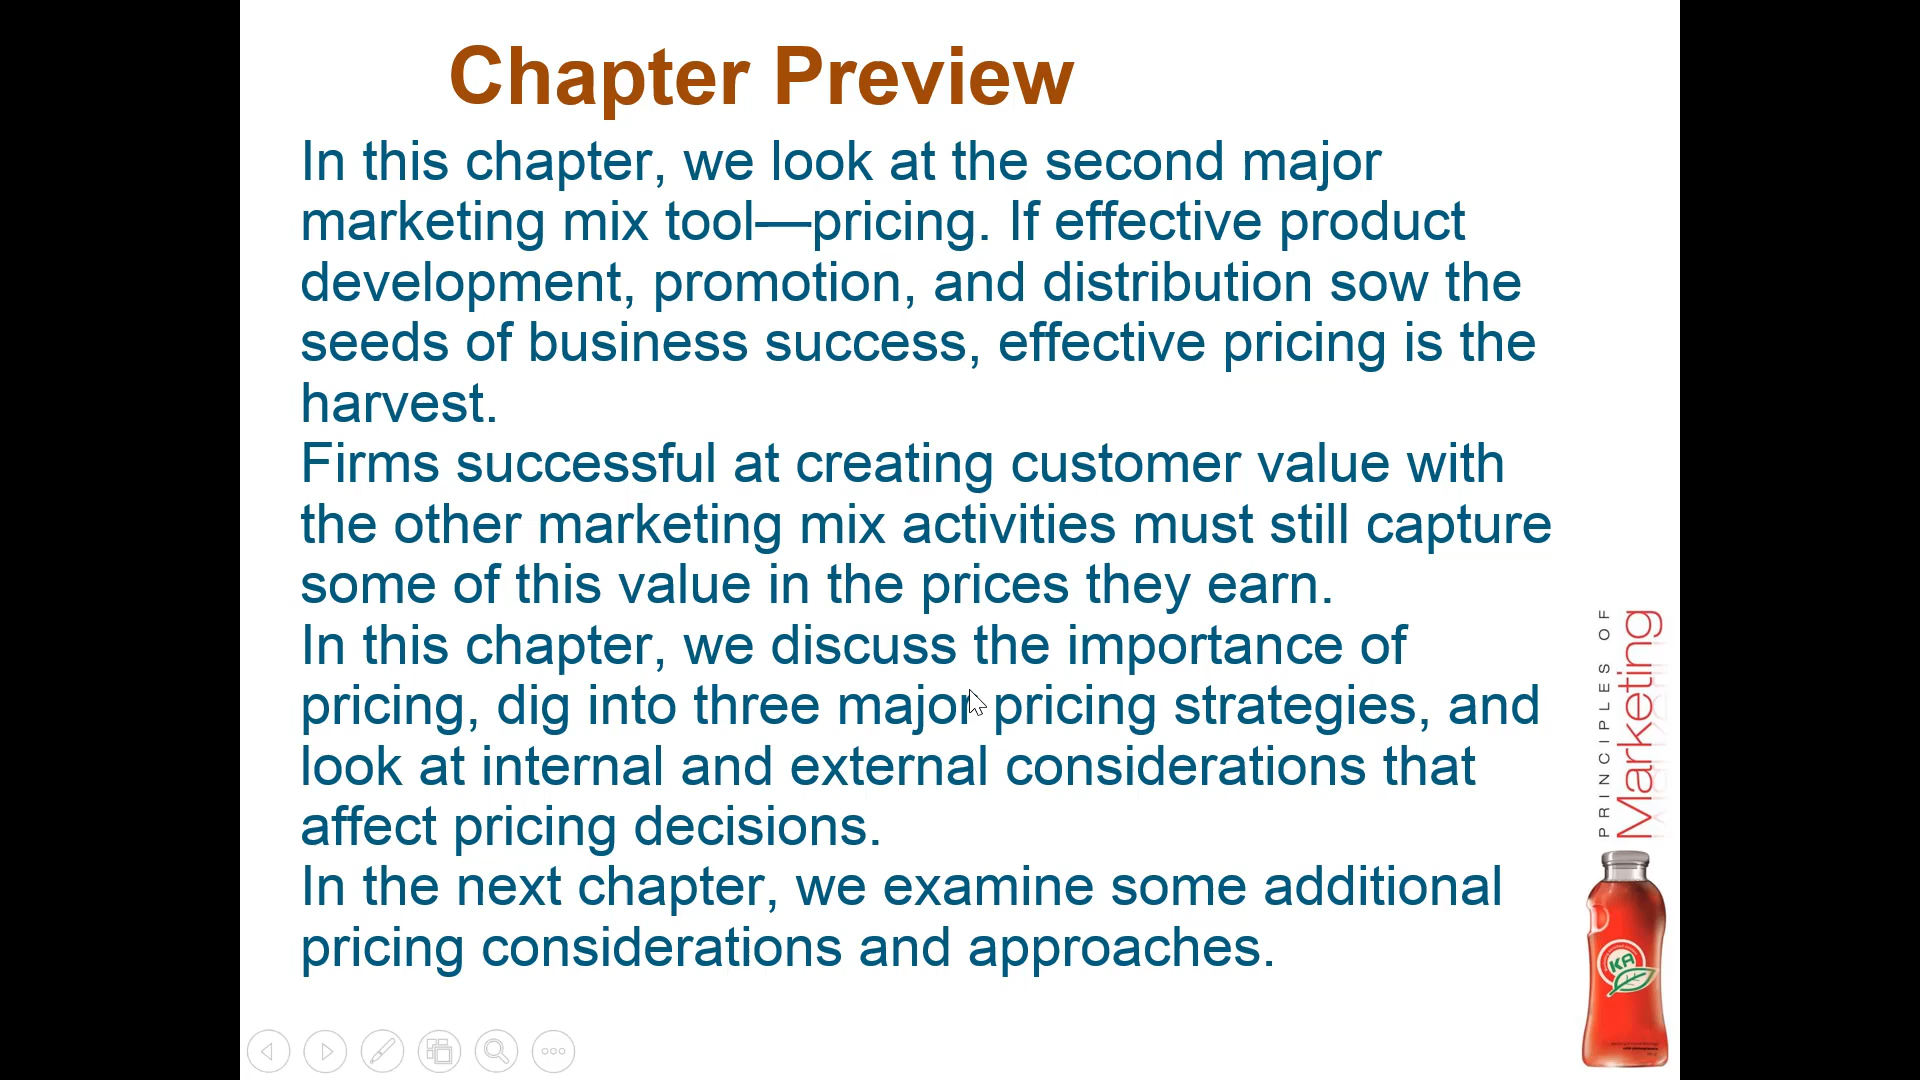 Chapter Preview
In this chapter, we look at the second major
marketing mix tool—pricing. If effective product
development, promotion, and distribution sow the
seeds of business success, effective pricing is the
harvest.
Firms successful at creating customer value with
the other marketing mix activities must still capture
some of this value in the prices they earn.
In this chapter, we discuss the importance of
pricing, dig into three major pricing strategies, and
look at internal and external considerations that
affect pricing decisions.
In the next chapter, we examine some additional
pricing considerations and approaches.
PRINCIPLES OF
Marketing
KA